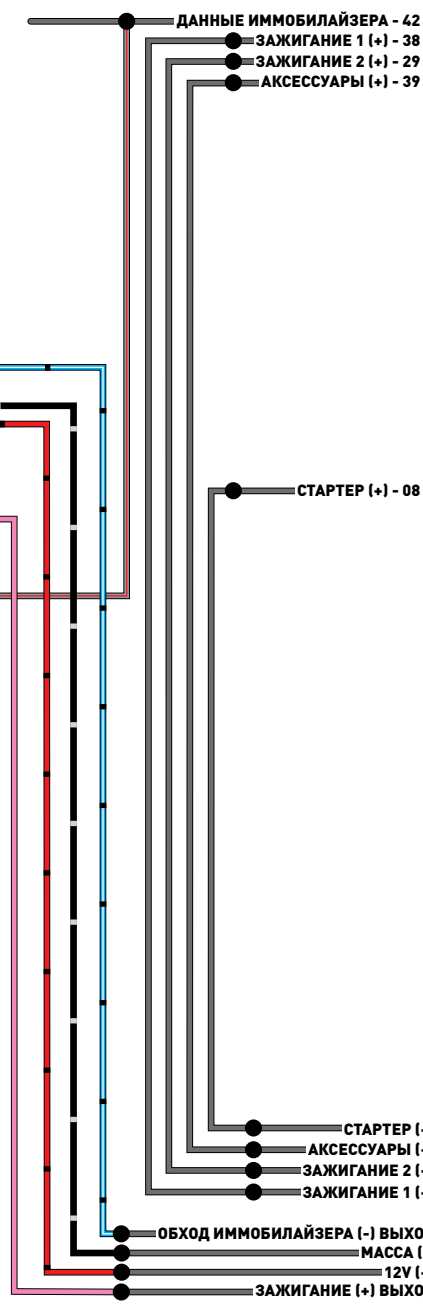 ДАННЫЕ ИММОБИЛАЙЗЕРА - 42
ЗАЖИГАНИЕ 1 (+) - 38
ЗАЖИГАНИЕ 2 (+) - 29
АКСЕССУАРЫ (+) - 39
СТАРТЕР (+) - 08
СТАРТЕР (
АКСЕССУАРЫ (
ЗАЖИГАНИЕ 2 (
ЗАЖИГАНИЕ 1 (
ОБХОД ИММОБИЛАЙЗЕРА (-) ВЫХО
МАССА (
12V (
ЗАЖИГАНИЕ (+) ВЫХО